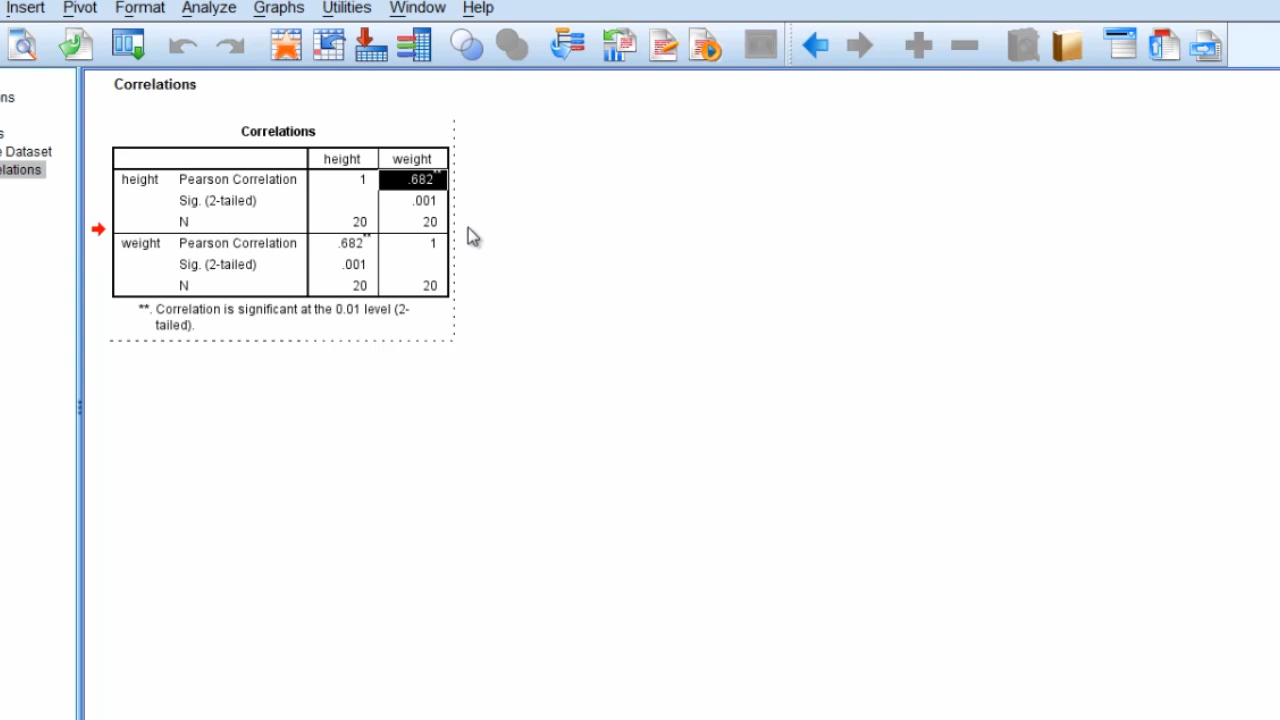 Insert Pivot Format Analyze Graphs Utilities Window Help
ns
s
e Dataset
elations
Correlations
Correlations
height weight
height Pearson Correlation 1 .682**
Sig. (2-tailed) .001
N 20 20
weight Pearson Correlation .682** 1
Sig. (2-tailed) .001
N 20 20
**. Correlation is significant at the 0.01 level (2-
tailed).